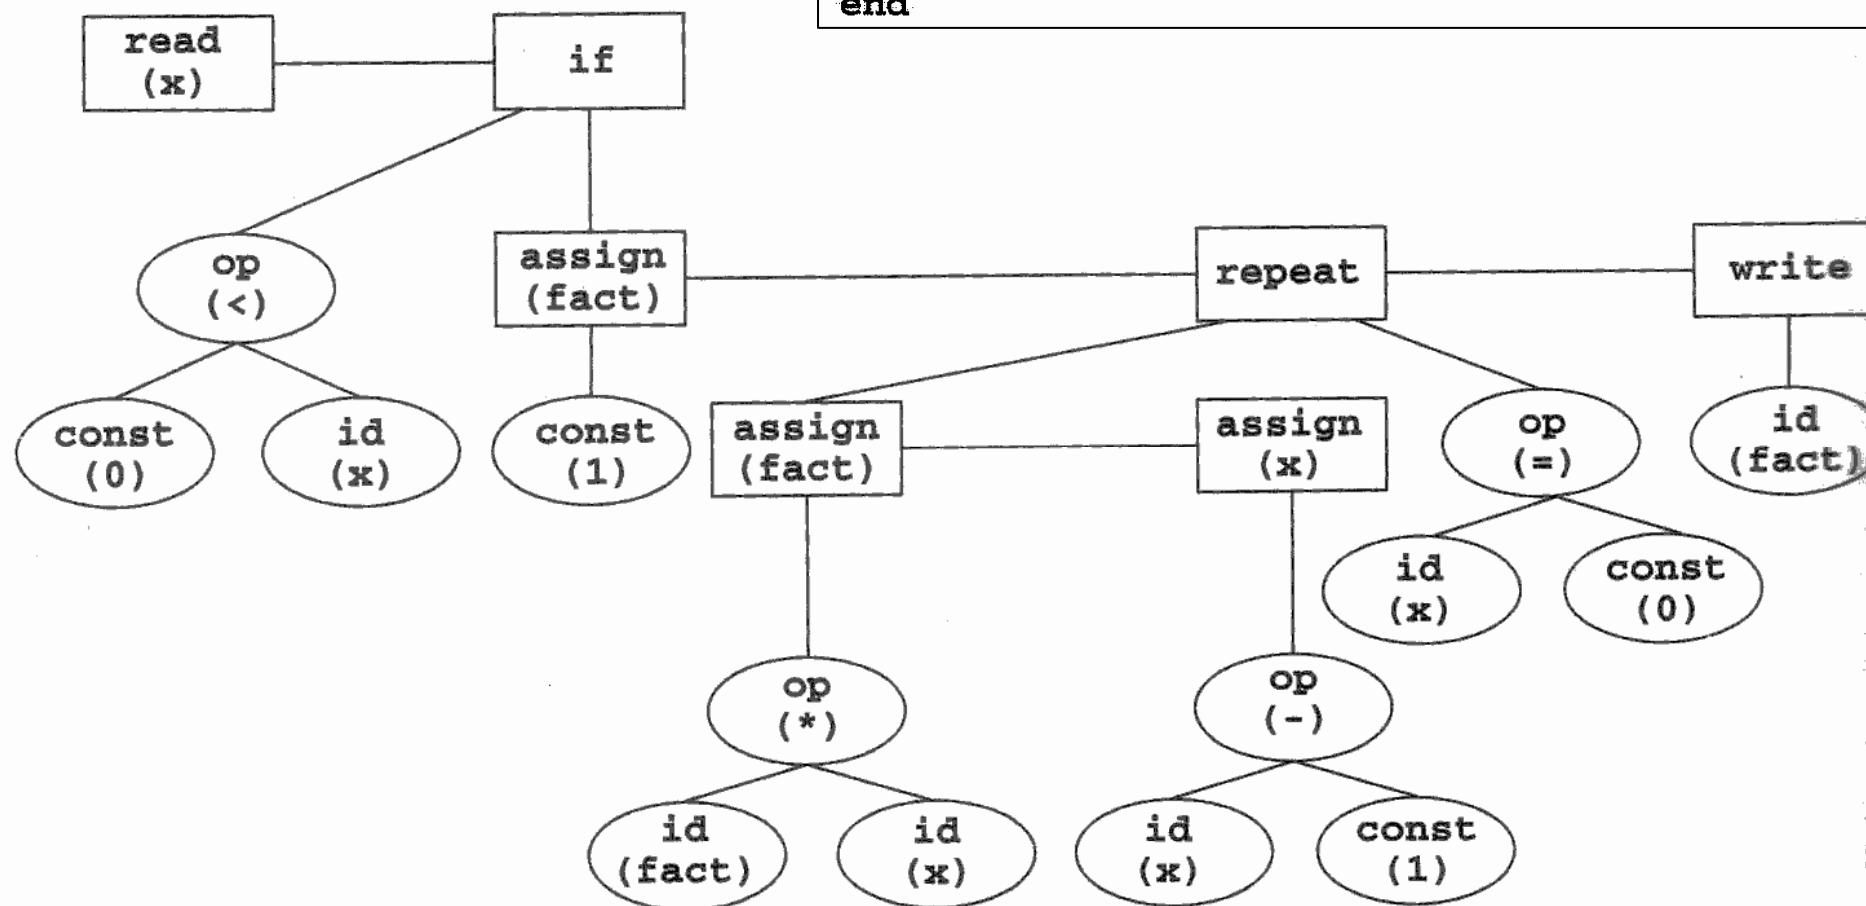 end
read
(x)
if
op
(<)
assign
(fact)
repeat
write
const
(0)
id
(x)
const
(1)
assign
(fact)
assign
(x)
op
(=)
id
(fact)
id
(x)
const
(0)
op
(*)
op
(-)
id
(fact)
id
(x)
id
(x)
const
(1)